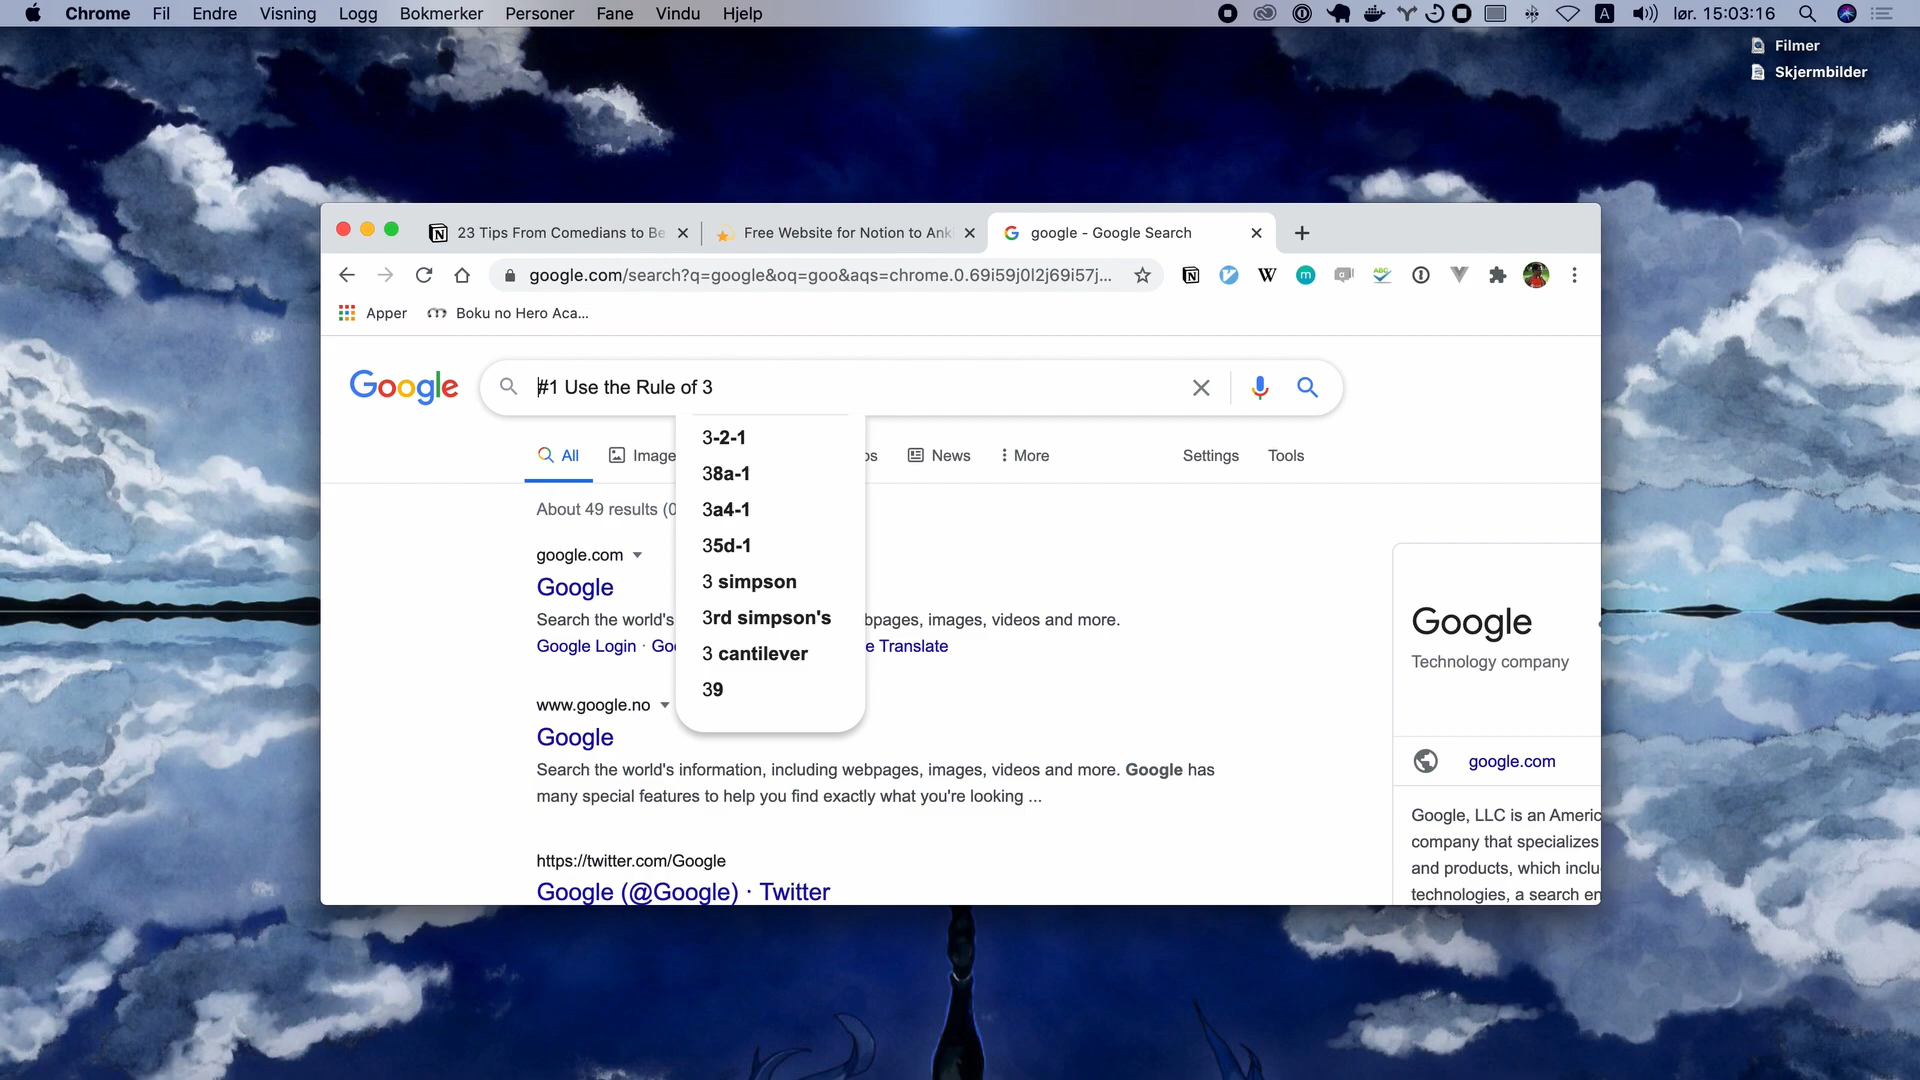 Chrome Fil Endre Visning Logg Bokmerker Personer Fane Vindu Hjelp
A lør. 15:03:16
Filmer
Skjermbilder
23 Tips From Comedians to Be
Free Website for Notion to Anki
google - Google Search
google.com/search?q=google&oq=goo&aqs=chrome.0.69i59j0l2j69i57j...
Apper Boku no Hero Aca...
Google
#1 Use the Rule of 3
3-2-1
38a-1
3a4-1
35d-1
3 simpson
3rd simpson's
3 cantilever
39
All Image os News More Settings Tools
About 49 results (0
google.com
Google
Search the world's bpages, images, videos and more.
Google Login · Goo e Translate
www.google.no
Google
Search the world's information, including webpages, images, videos and more. Google has
many special features to help you find exactly what you're looking ...
https://twitter.com/Google
Google (@Google) · Twitter
Google
Technology company
google.com
Google, LLC is an Americ
company that specializes
and products, which inclu
technologies, a search en